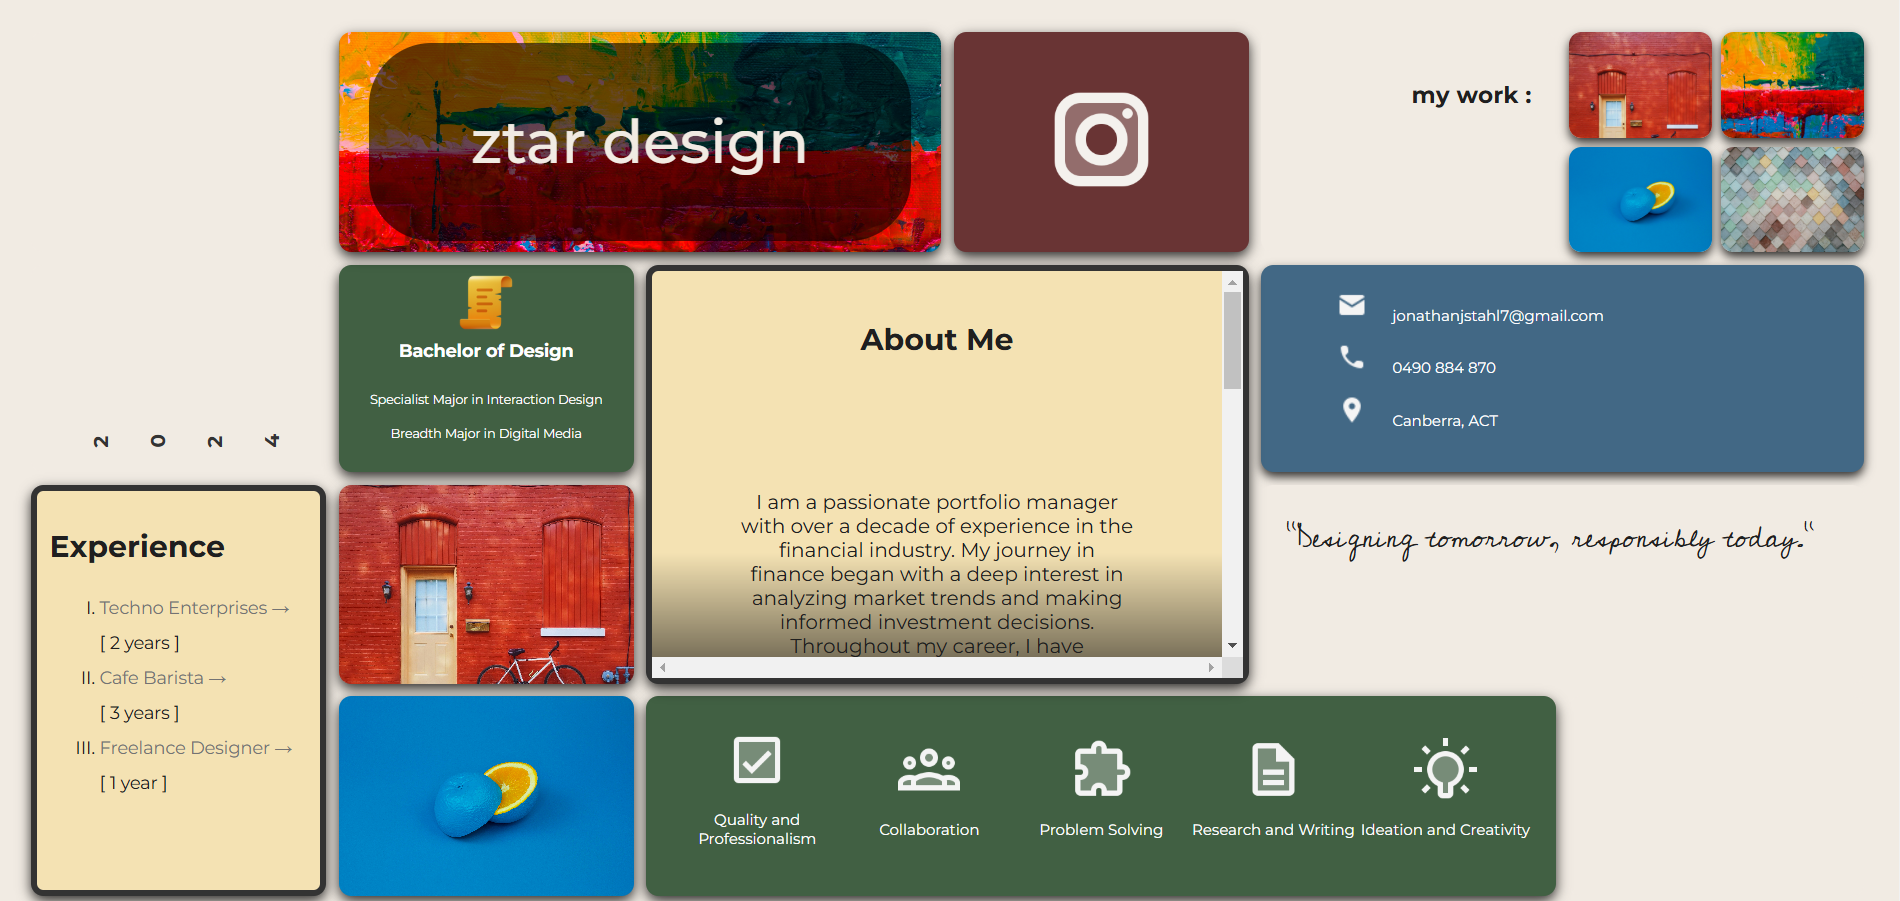 ztar design
my work :
Bachelor of Design
Specialist Major in Interaction Design
Breadth Major in Digital Media
About Me
I am a passionate portfolio manager
with over a decade of experience in the
financial industry. My journey in
finance began with a deep interest in
analyzing market trends and making
informed investment decisions.
Throughout my career, I have
jonathanjstahl7@gmail.com
0490 884 870
Canberra, ACT
2 0 2 4
Experience
I. Techno Enterprises →
[ 2 years ]
II. Cafe Barista →
[ 3 years ]
III. Freelance Designer →
[ 1 year ]
"Designing tomorrow, responsibly today."
Quality and
Professionalism
Collaboration
Problem Solving
Research and Writing
Ideation and Creativity